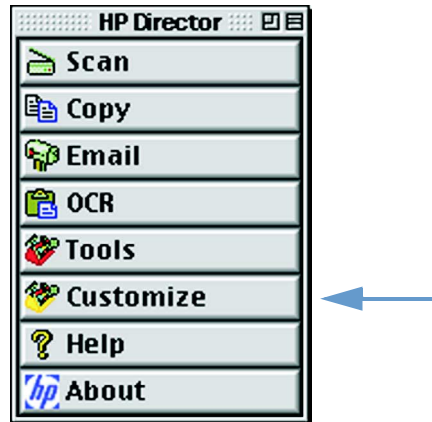 HP Director
Scan
Copy
Email
OCR
Tools
Customize
Help
hp About